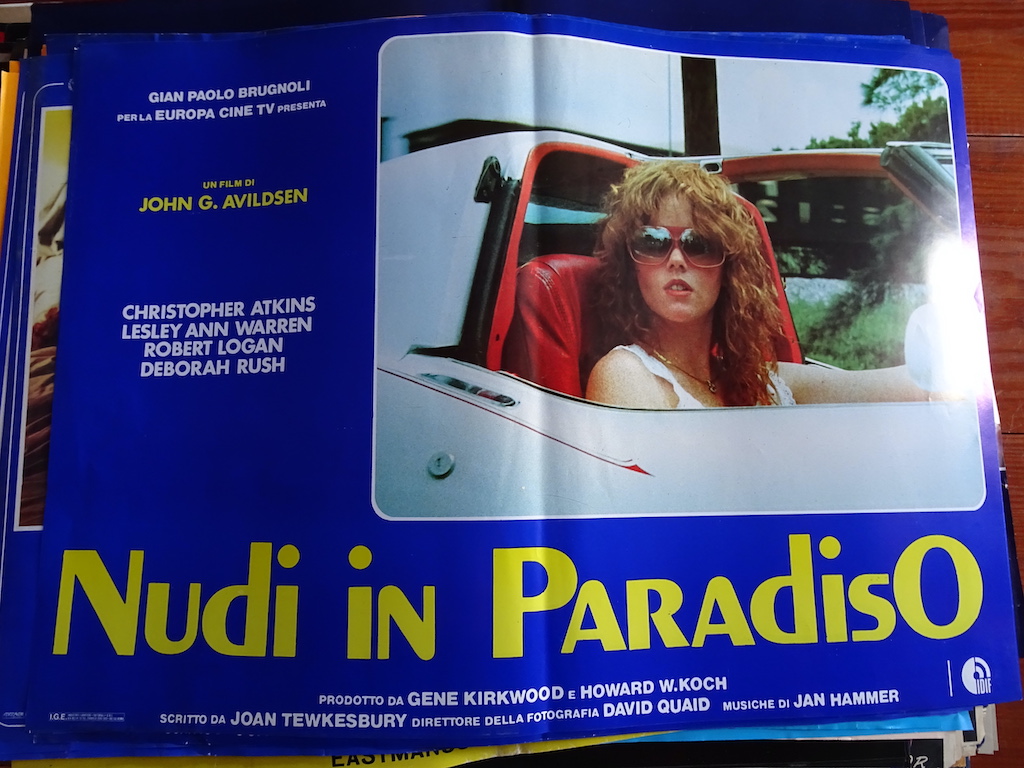 GIAN PAOLO BRUGNOLI
PER LA EUROPA CINE TV PRESENTA
UN FILM DI
JOHN G. AVILDSEN
CHRISTOPHER ATKINS
LESLEY ANN WARREN
ROBERT LOGAN
DEBORAH RUSH
NUdi iN PARAdisO
PRODOTTO DA GENE KIRKWOOD E HOWARD W. KOCH
SCRITTO DA JOAN TEWKESBURY DIRETTORE DELLA FOTOGRAFIA DAVID QUAID MUSICHE DI JAN HAMMER
IDIF
I.G.E.